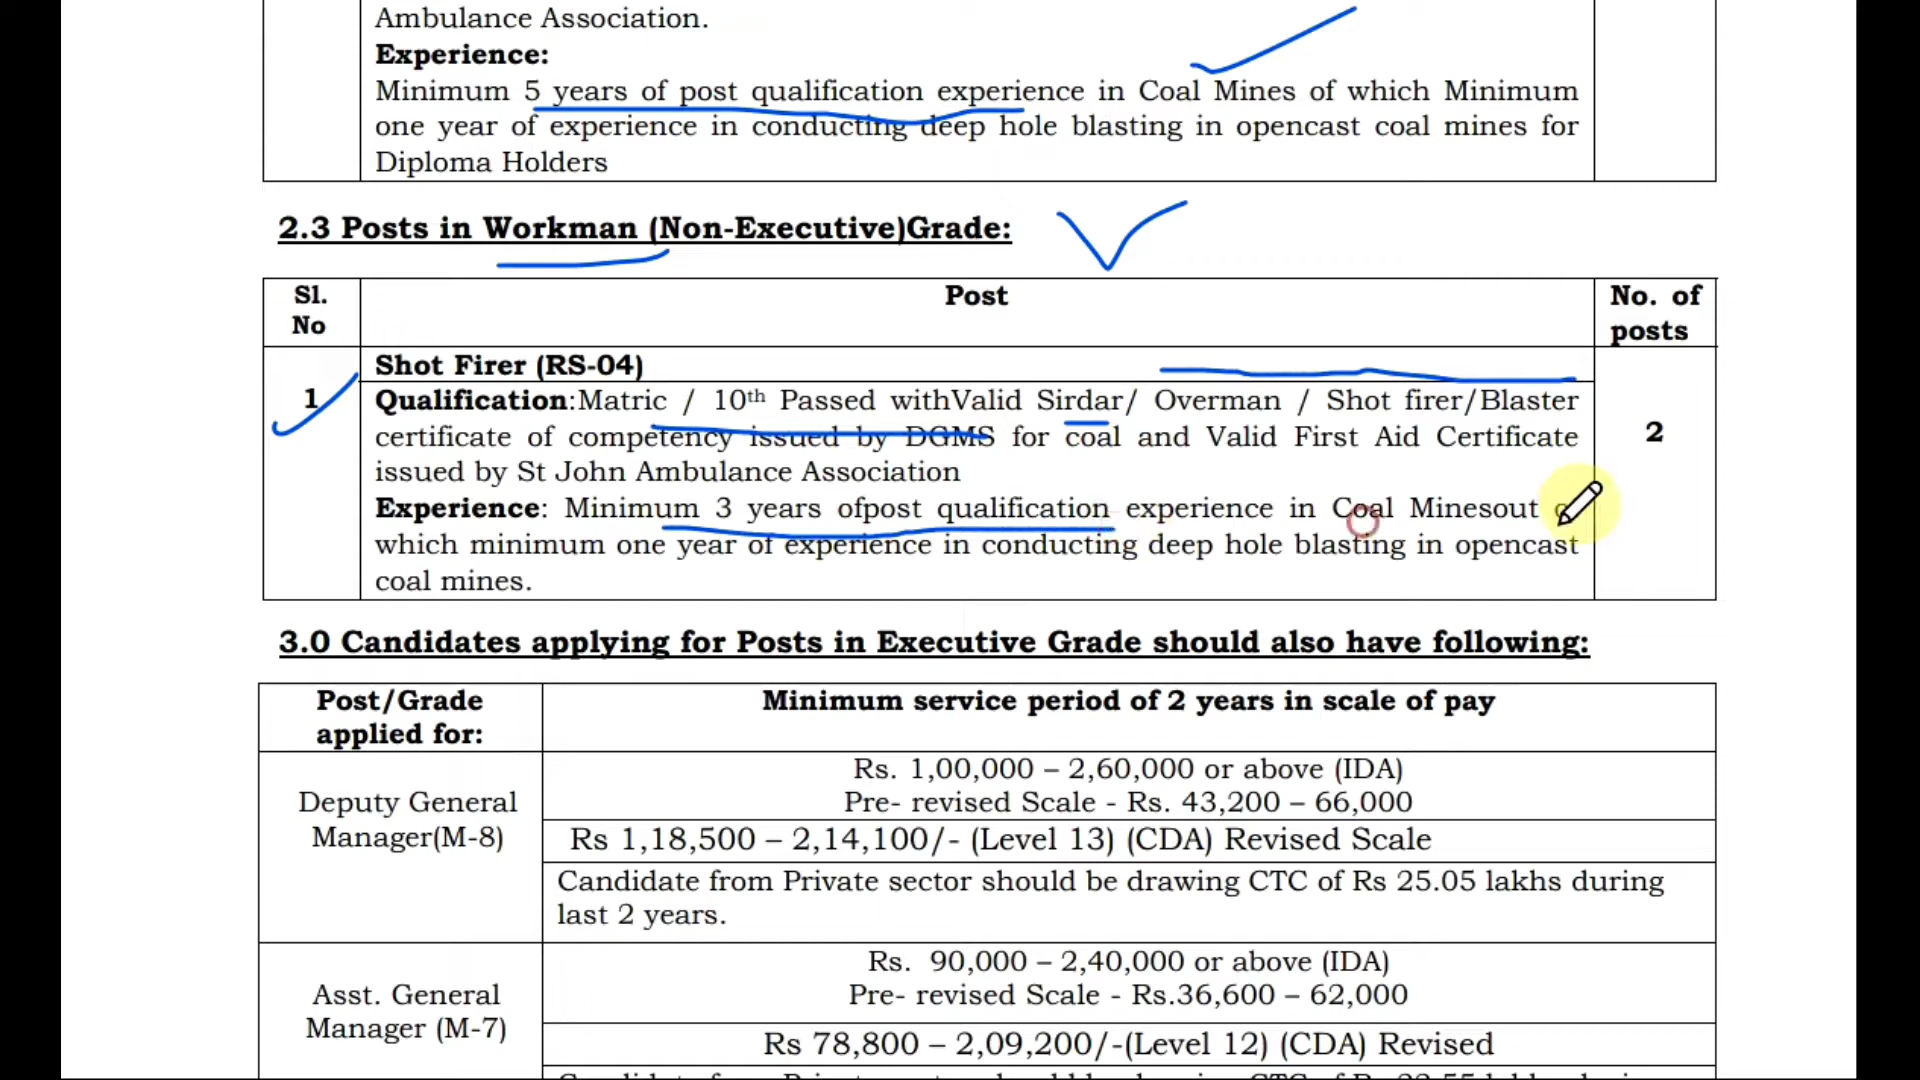 Ambulance Association.
Experience:
Minimum 5 years of post qualification experience in Coal Mines of which Minimum
one year of experience in conducting deep hole blasting in opencast coal mines for
Diploma Holders
2.3 Posts in Workman (Non-Executive)Grade:
Sl.
No
Post
No. of
posts
Shot Firer (RS-04)
1
Qualification:Matric / 10th Passed withValid Sirdar/ Overman / Shot firer/Blaster
certificate of competency issued by DGMS for coal and Valid First Aid Certificate
issued by St John Ambulance Association
2
Experience: Minimum 3 years ofpost qualification experience in Coal Minesout
which minimum one year of experience in conducting deep hole blasting in opencast
coal mines.
3.0 Candidates applying for Posts in Executive Grade should also have following:
Post/Grade
applied for:
Minimum service period of 2 years in scale of pay
Deputy General
Manager(M-8)
Rs. 1,00,000 – 2,60,000 or above (IDA)
Pre- revised Scale - Rs. 43,200 – 66,000
Rs 1,18,500 – 2,14,100/- (Level 13) (CDA) Revised Scale
Candidate from Private sector should be drawing CTC of Rs 25.05 lakhs during
last 2 years.
Asst. General
Manager (M-7)
Rs. 90,000 – 2,40,000 or above (IDA)
Pre- revised Scale - Rs.36,600 – 62,000
Rs 78,800 – 2,09,200/-(Level 12) (CDA) Revised